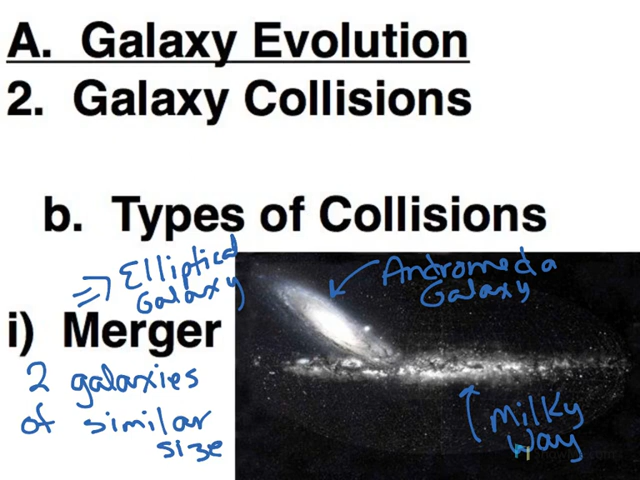 A. Galaxy Evolution
2. Galaxy Collisions
b. Types of Collisions
⇒ Elliptical
Galaxy
Andromeda
Galaxy
i) Merger
2 galaxies
of similar
size
Milky
Way